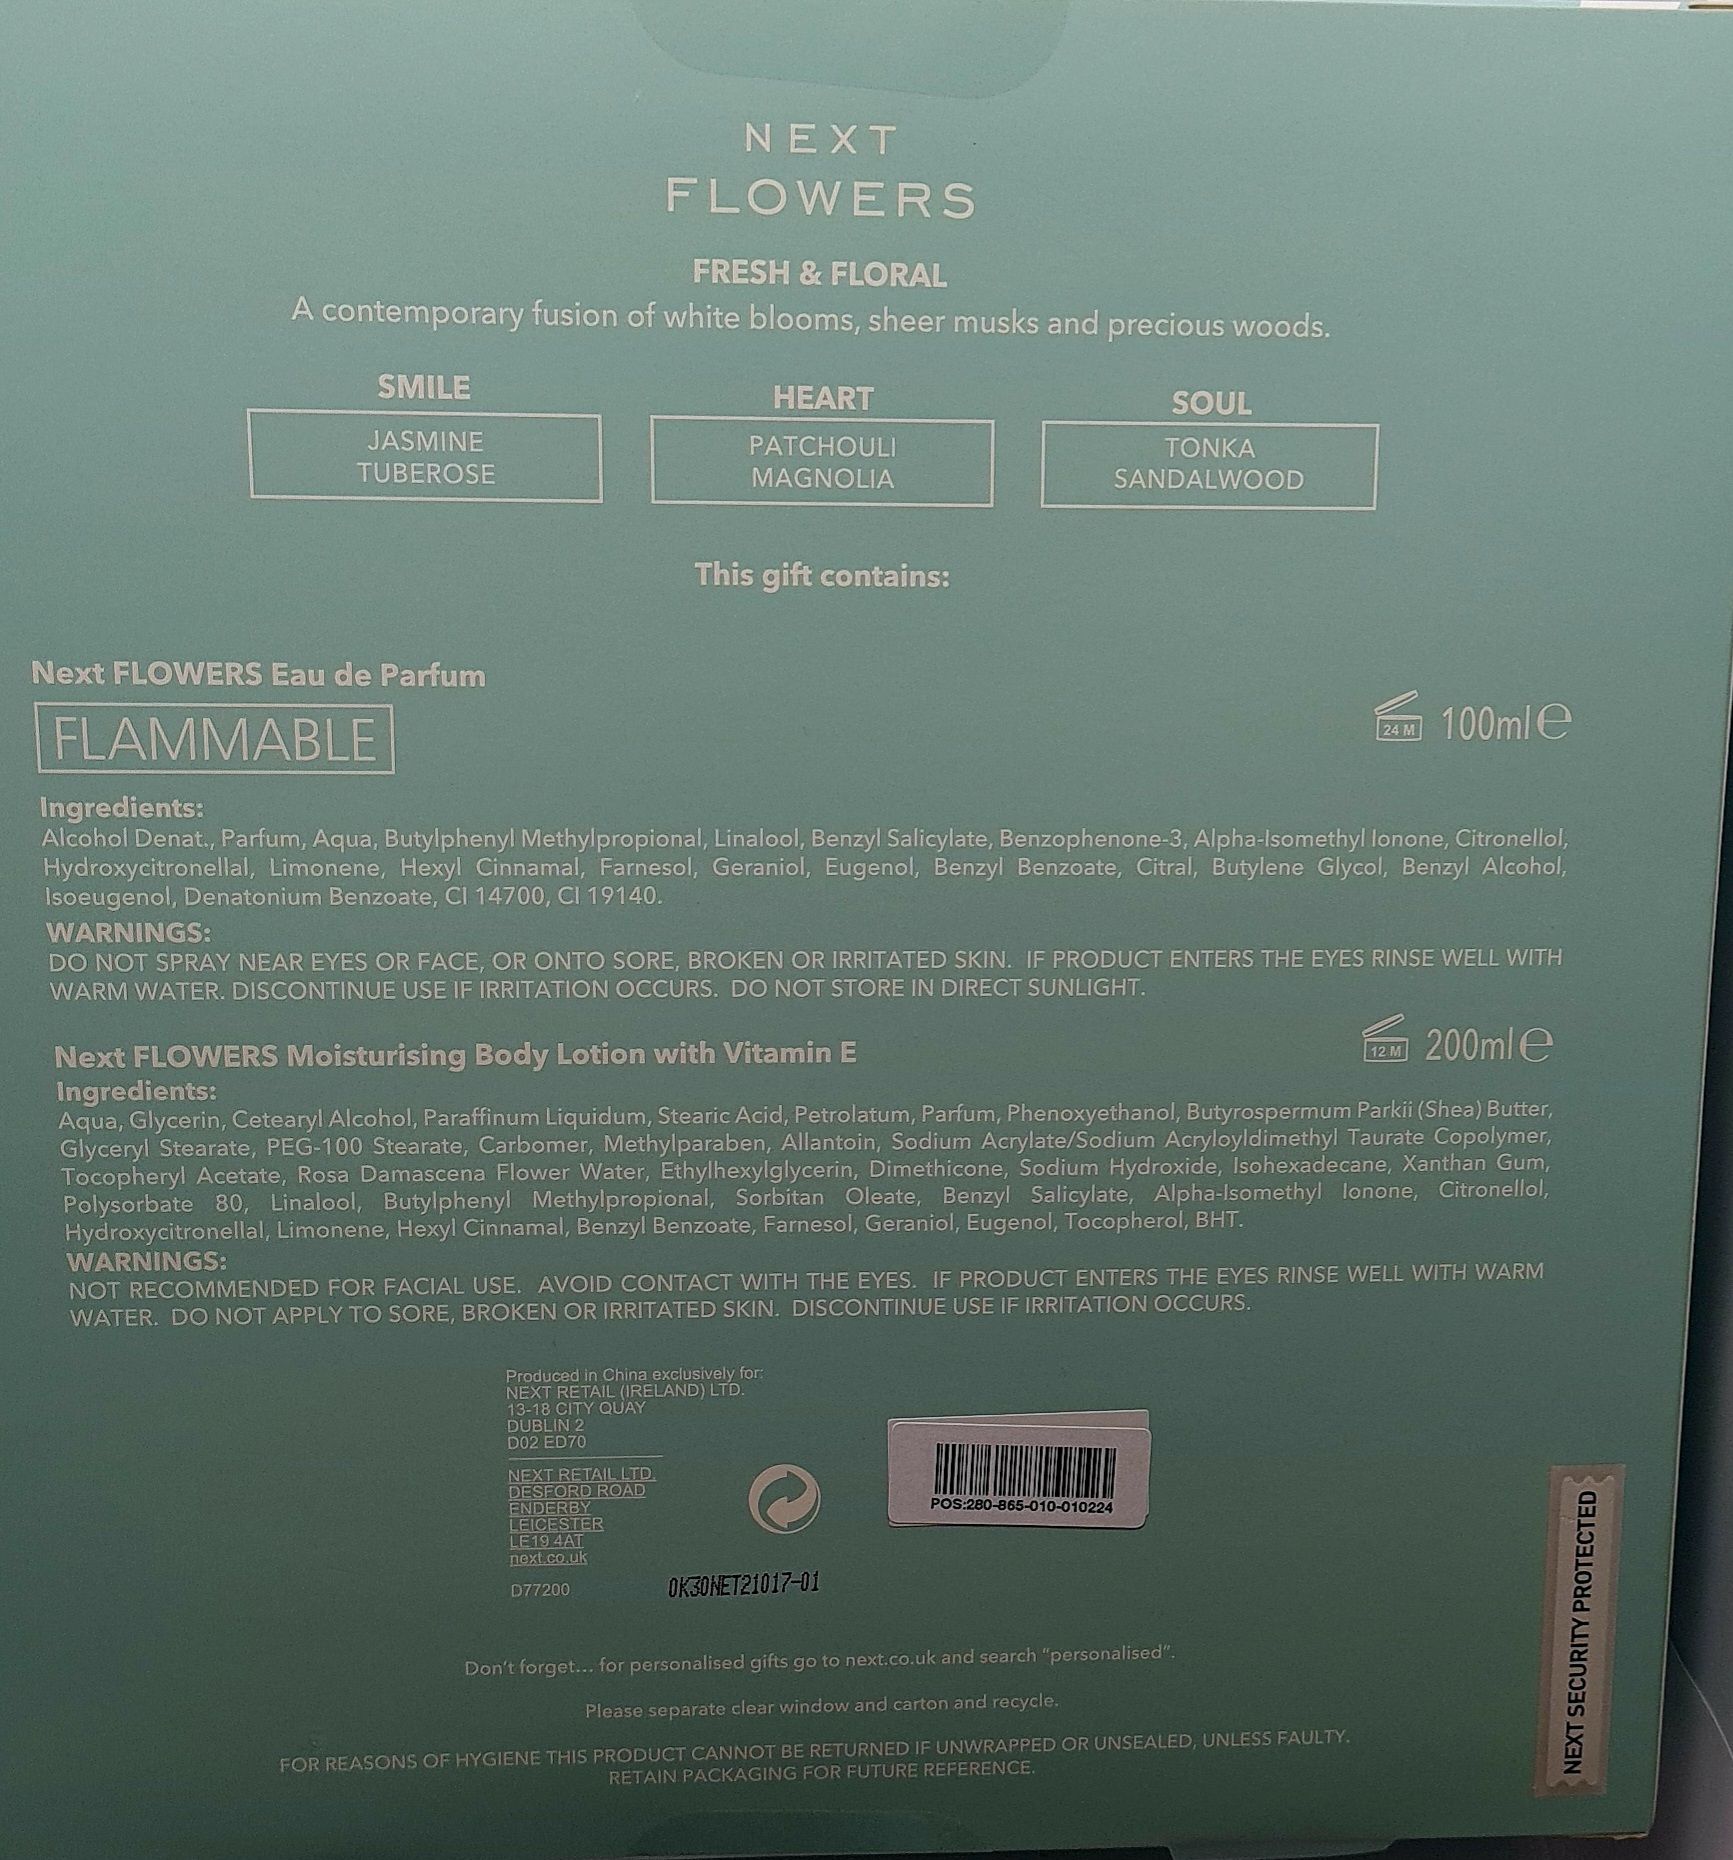 NEXT
FLOWERS
FRESH & FLORAL
A contemporary fusion of white blooms, sheer musks and precious woods.
SMILE
JASMINE
TUBEROSE
HEART
PATCHOULI
MAGNOLIA
SOUL
TONKA
SANDALWOOD
This gift contains:
Next FLOWERS Eau de Parfum
FLAMMABLE
24 M 100ml e
Ingredients:
Alcohol Denat., Parfum, Aqua, Butylphenyl Methylpropional, Linalool, Benzyl Salicylate, Benzophenone-3, Alpha-Isomethyl Ionone, Citronellol,
Hydroxycitronellal, Limonene, Hexyl Cinnamal, Farnesol, Geraniol, Eugenol, Benzyl Benzoate, Citral, Butylene Glycol, Benzyl Alcohol,
Isoeugenol, Denatonium Benzoate, CI 14700, CI 19140.
WARNINGS:
DO NOT SPRAY NEAR EYES OR FACE, OR ONTO SORE, BROKEN OR IRRITATED SKIN. IF PRODUCT ENTERS THE EYES RINSE WELL WITH
WARM WATER. DISCONTINUE USE IF IRRITATION OCCURS. DO NOT STORE IN DIRECT SUNLIGHT.
Next FLOWERS Moisturising Body Lotion with Vitamin E
12 M 200ml e
Ingredients:
Aqua, Glycerin, Cetearyl Alcohol, Paraffinum Liquidum, Stearic Acid, Petrolatum, Parfum, Phenoxyethanol, Butyrospermum Parkii (Shea) Butter,
Glyceryl Stearate, PEG-100 Stearate, Carbomer, Methylparaben, Allantoin, Sodium Acrylate/Sodium Acryloyldimethyl Taurate Copolymer,
Tocopheryl Acetate, Rosa Damascena Flower Water, Ethylhexylglycerin, Dimethicone, Sodium Hydroxide, Isohexadecane, Xanthan Gum,
Polysorbate 80, Linalool, Butylphenyl Methylpropional, Sorbitan Oleate, Benzyl Salicylate, Alpha-Isomethyl Ionone, Citronellol,
Hydroxycitronellal, Limonene, Hexyl Cinnamal, Benzyl Benzoate, Farnesol, Geraniol, Eugenol, Tocopherol, BHT.
WARNINGS:
NOT RECOMMENDED FOR FACIAL USE. AVOID CONTACT WITH THE EYES. IF PRODUCT ENTERS THE EYES RINSE WELL WITH WARM
WATER. DO NOT APPLY TO SORE, BROKEN OR IRRITATED SKIN. DISCONTINUE USE IF IRRITATION OCCURS.
Produced in China exclusively for:
NEXT RETAIL (IRELAND) LTD.
13-18 CITY QUAY
DUBLIN 2
D02 ED70
NEXT RETAIL LTD.
DESFORD ROAD
ENDERBY
LEICESTER
LE19 4AT
next.co.uk
D77200
0K30NET21017-01
POS:280-865-010-010224
NEXT SECURITY PROTECTED
Don't forget... for personalised gifts go to next.co.uk and search "personalised".
Please separate clear window and carton and recycle.
FOR REASONS OF HYGIENE THIS PRODUCT CANNOT BE RETURNED IF UNWRAPPED OR UNSEALED, UNLESS FAULTY.
RETAIN PACKAGING FOR FUTURE REFERENCE.